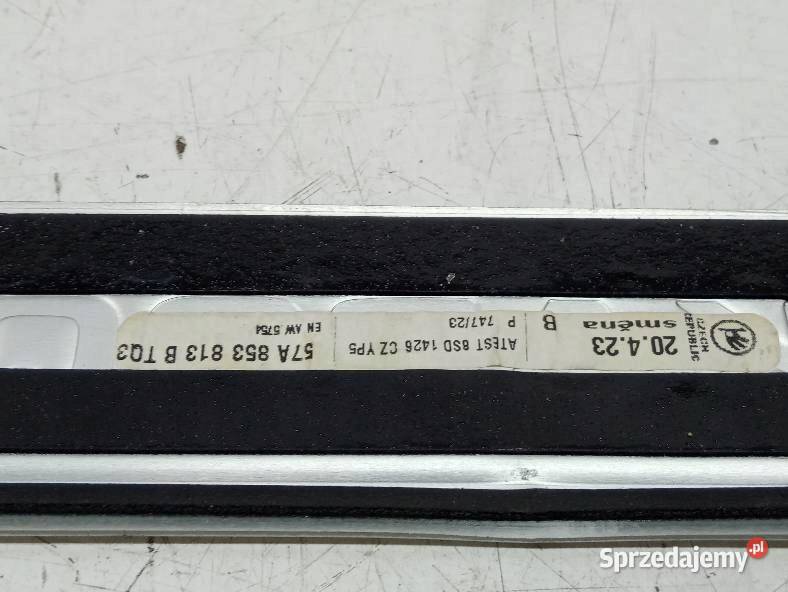 CZECH
REPUBLIC
20.4.23
směna
B
ATEST 8SD 1426 CZ YP5
P 747/23
57A 853 813 B TQ3
EN AW 5754
Sprzedajemy.pl